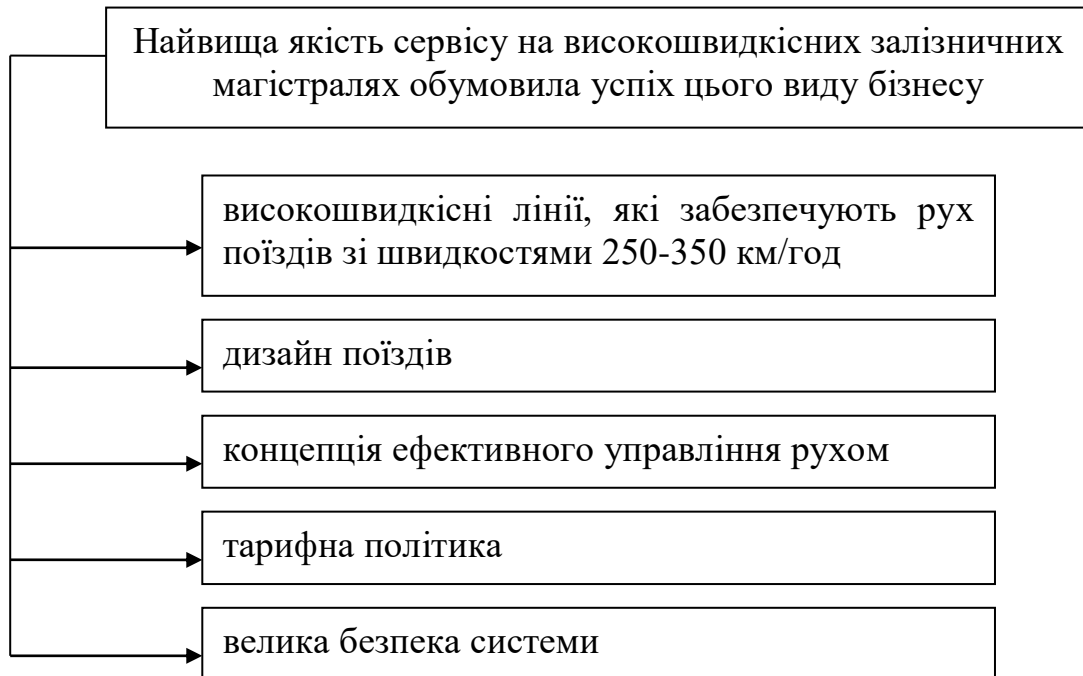 Найвища якість сервісу на високошвидкісних залізничних
магістралях обумовила успіх цього виду бізнесу
високошвидкісні лінії, які забезпечують рух
поїздів зі швидкостями 250-350 км/год
дизайн поїздів
концепція ефективного управління рухом
тарифна політика
велика безпека системи